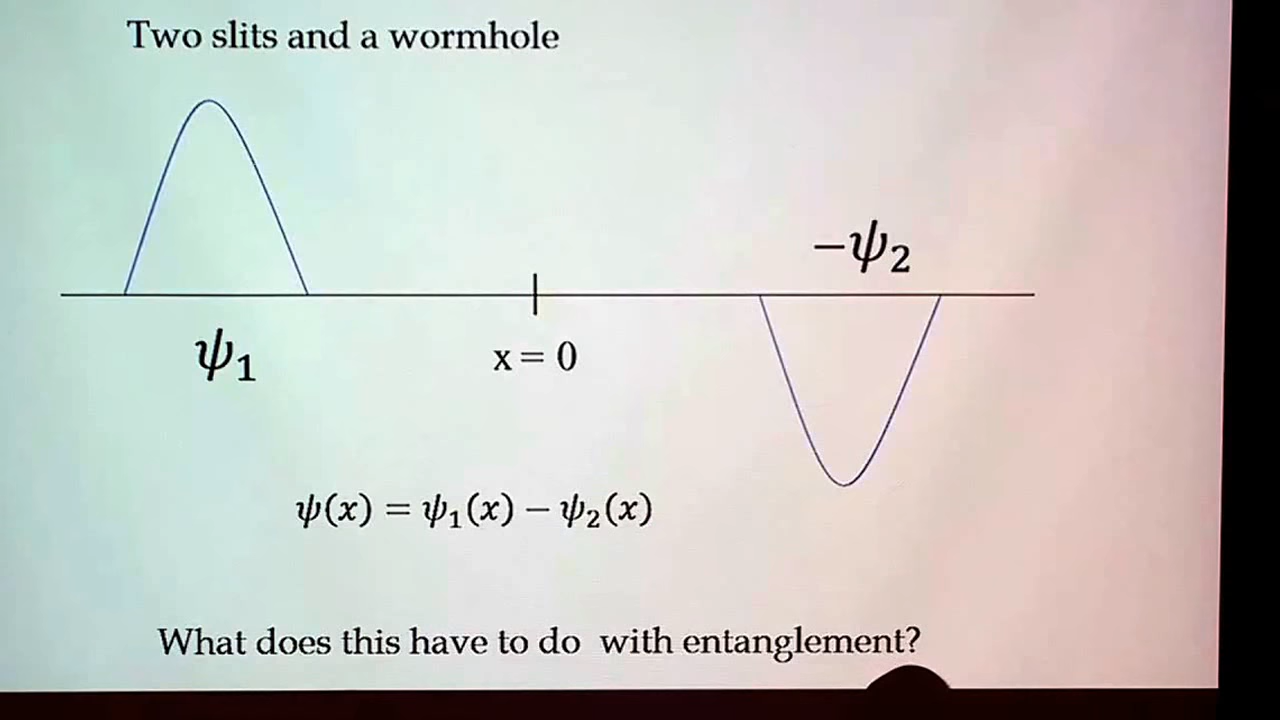 Two slits and a wormhole
−ψ₂
ψ₁
x = 0
ψ(x) = ψ₁(x) − ψ₂(x)
What does this have to do with entanglement?